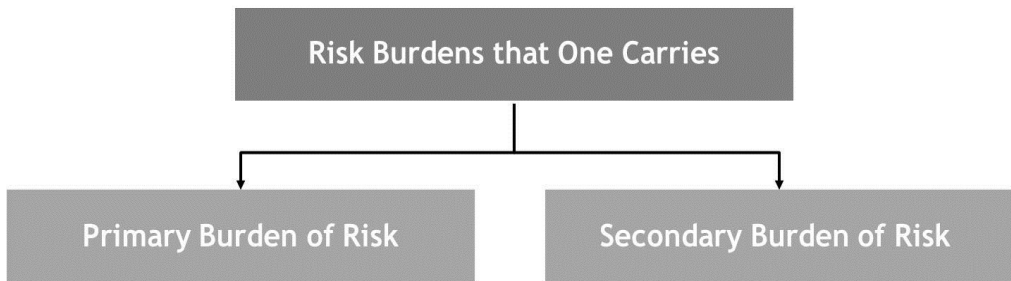 Risk Burdens that One Carries
Primary Burden of Risk
Secondary Burden of Risk